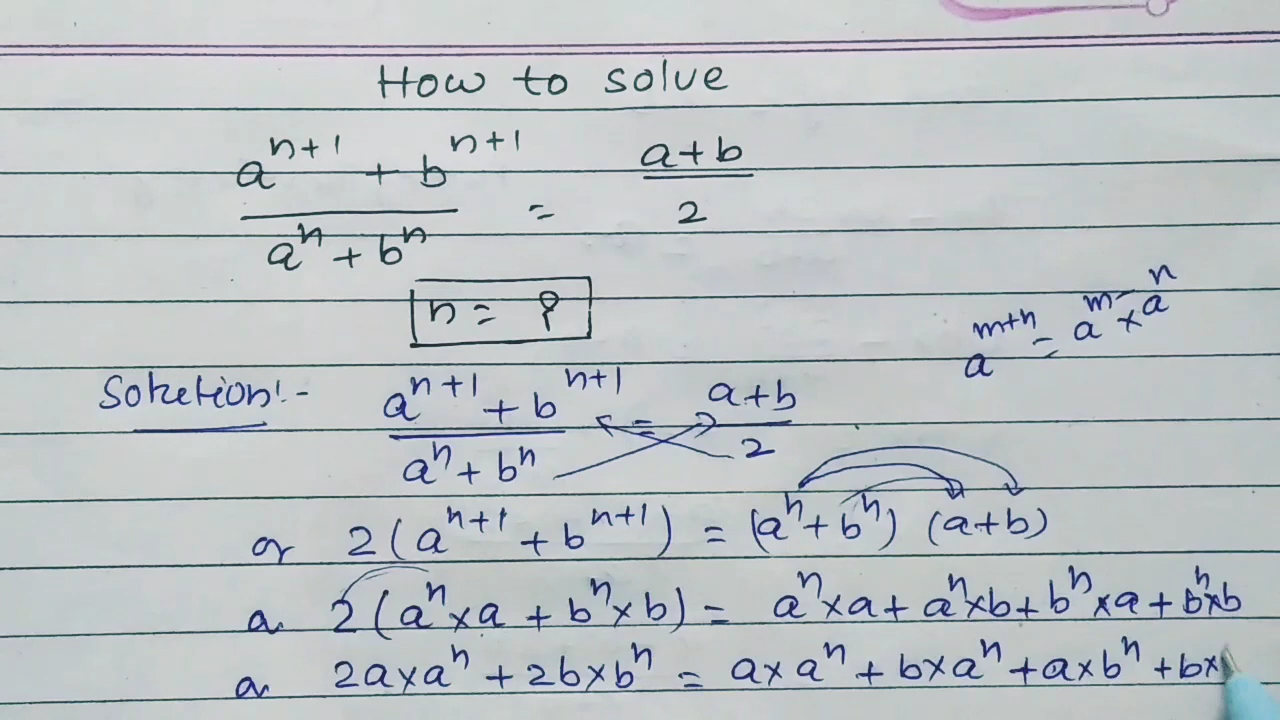 How to solve
a^{n+1} + b^{n+1} / a^n + b^n = a+b / 2
n = ?
a^{m+n} = a^m × a^n
Solution:- a^{n+1} + b^{n+1} / a^n + b^n = a+b / 2
or 2(a^{n+1} + b^{n+1}) = (a^n + b^n) (a+b)
or 2(a^n × a + b^n × b) = a^n × a + a^n × b + b^n × a + b^n × b
or 2a × a^n + 2b × b^n = a × a^n + b × a^n + a × b^n + b ×